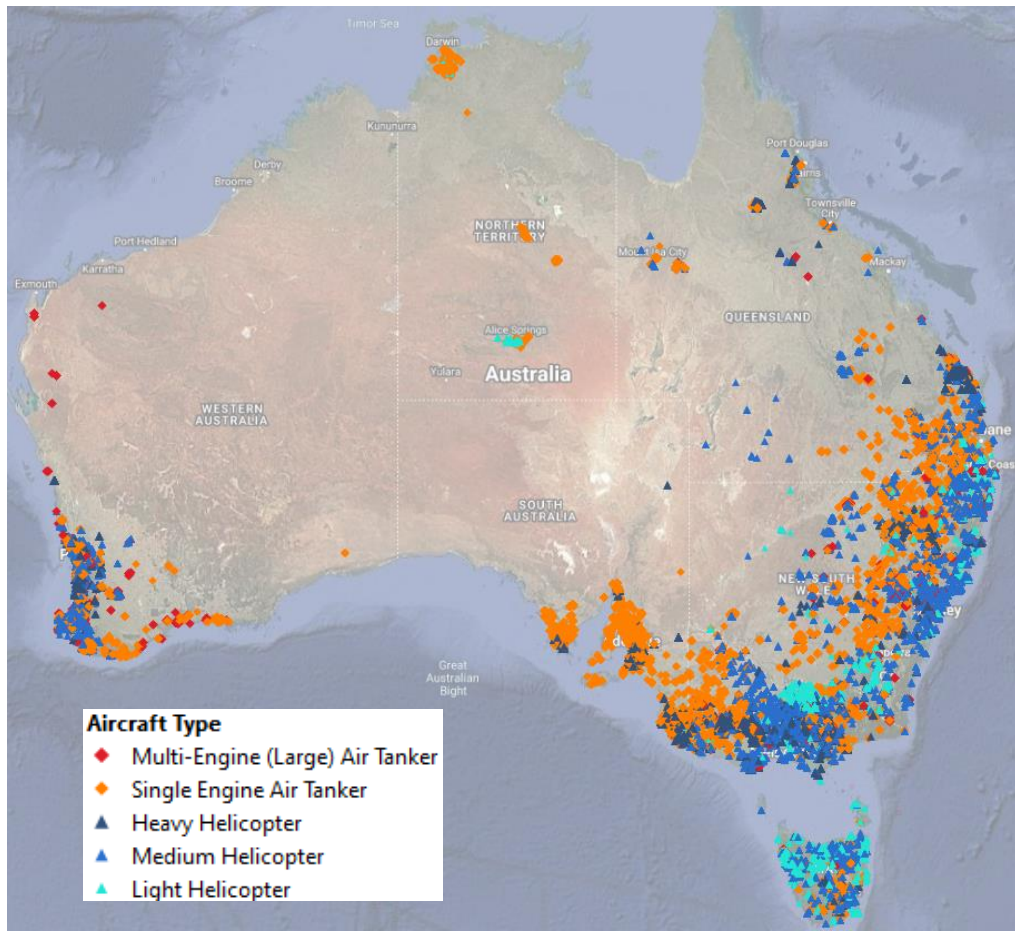 Timor Sea
Darwin
Kununurra
Derby
Broome
Port Hedland
Karratha
Exmouth
Port Douglas
Townsville
City
Mackay
NORTHERN
TERRITORY
QUEENSLAND
Alice Springs
Yulara
Australia
WESTERN
AUSTRALIA
SOUTH
AUSTRALIA
Great
Australian
Bight
Aircraft Type
Multi-Engine (Large) Air Tanker
Single Engine Air Tanker
Heavy Helicopter
Medium Helicopter
Light Helicopter